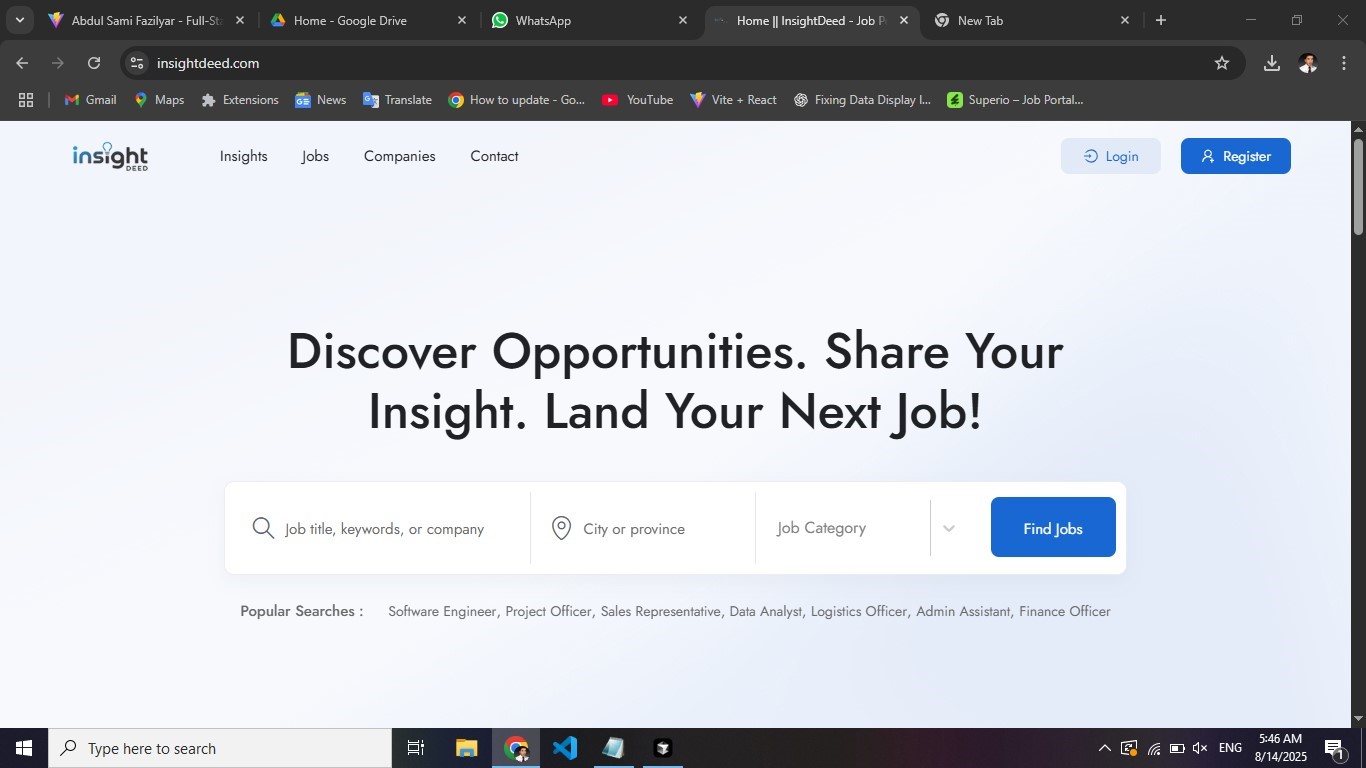 Abdul Sami Fazilyar - Full-Sta
Home - Google Drive
WhatsApp
Home || InsightDeed - Job P
New Tab
insightdeed.com
Gmail
Maps
Extensions
News
Translate
How to update - Go...
YouTube
Vite + React
Fixing Data Display I...
Superio – Job Portal...
insight
DEED
Insights
Jobs
Companies
Contact
Login
Register
Discover Opportunities. Share Your
Insight. Land Your Next Job!
Job title, keywords, or company
City or province
Job Category
Find Jobs
Popular Searches : Software Engineer, Project Officer, Sales Representative, Data Analyst, Logistics Officer, Admin Assistant, Finance Officer
Type here to search
ENG
5:46 AM
8/14/2025
1